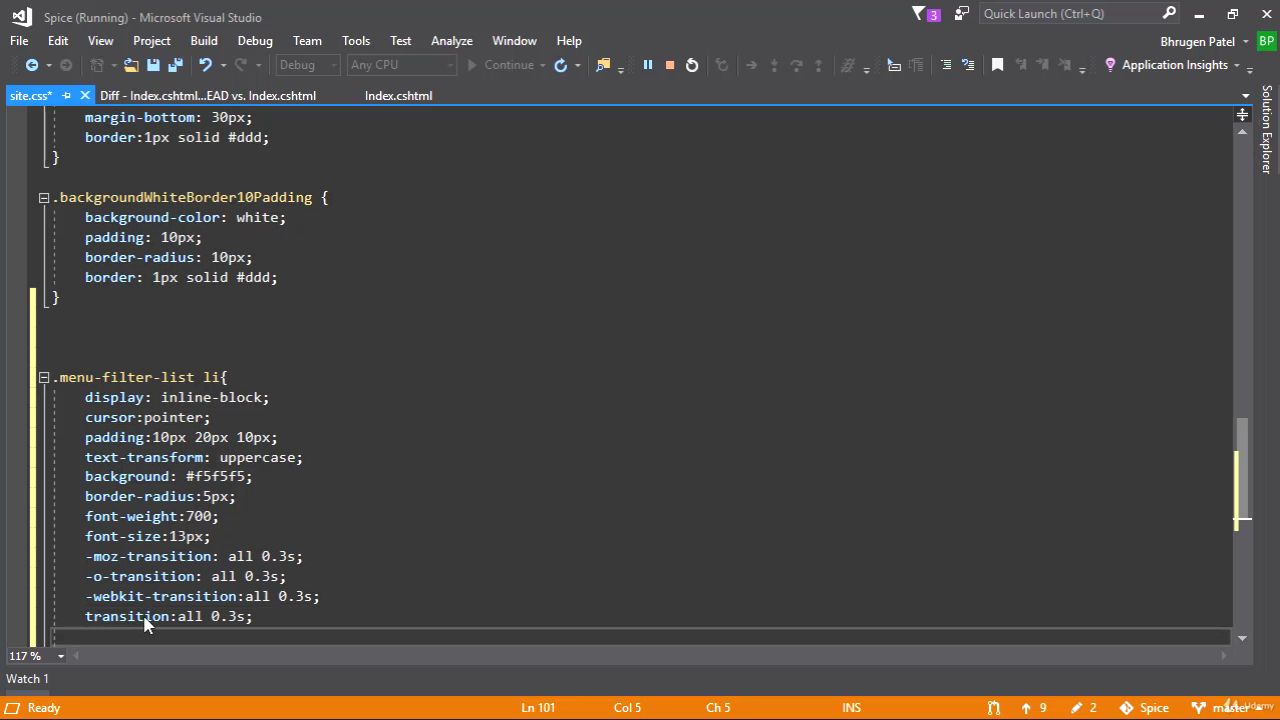 Spice (Running) - Microsoft Visual Studio
3
Quick Launch (Ctrl+Q)
File Edit View Project Build Debug Team Tools Test Analyze Window Help
Bhrugen Patel BP
Debug Any CPU Continue Application Insights
site.css* Diff - Index.cshtml...EAD vs. Index.cshtml Index.cshtml
Solution Explorer
margin-bottom: 30px;
border:1px solid #ddd;
}
.backgroundWhiteBorder10Padding {
background-color: white;
padding: 10px;
border-radius: 10px;
border: 1px solid #ddd;
}
.menu-filter-list li{
display: inline-block;
cursor:pointer;
padding:10px 20px 10px;
text-transform: uppercase;
background: #f5f5f5;
border-radius:5px;
font-weight:700;
font-size:13px;
-moz-transition: all 0.3s;
-o-transition: all 0.3s;
-webkit-transition:all 0.3s;
transition:all 0.3s;
117 %
Watch 1
Ready Ln 101 Col 5 Ch 5 INS 9 2 Spice master
Udemy